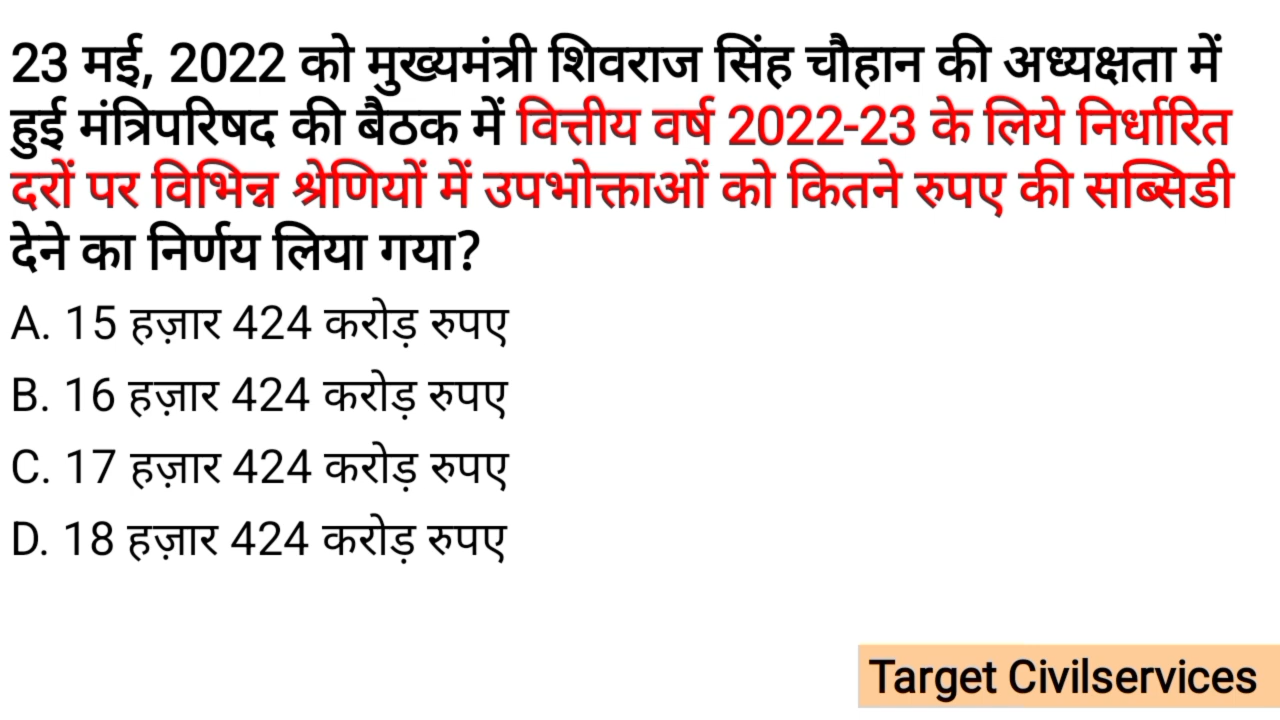 23 मई, 2022 को मुख्यमंत्री शिवराज सिंह चौहान की अध्यक्षता में
हुई मंत्रिपरिषद की बैठक में वित्तीय वर्ष 2022-23 के लिये निर्धारित
दरों पर विभिन्न श्रेणियों में उपभोक्ताओं को कितने रुपए की सब्सिडी
देने का निर्णय लिया गया?
A. 15 हज़ार 424 करोड़ रुपए
B. 16 हज़ार 424 करोड़ रुपए
C. 17 हज़ार 424 करोड़ रुपए
D. 18 हज़ार 424 करोड़ रुपए
Target Civilservices